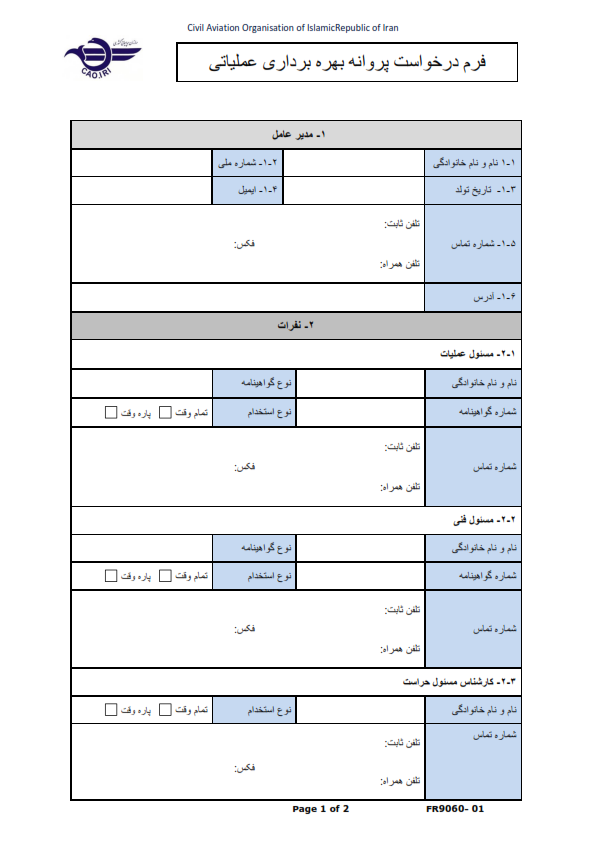 Civil Aviation Organisation of IslamicRepublic of Iran
CAO.IRI
فرم درخواست پروانه بهره برداری عملیاتی
۱- مدیر عامل
۱-۱ نام و نام خانوادگی
۱-۲- شماره ملی
۱-۳- تاریخ تولد
۱-۴- ایمیل
۱-۵- شماره تماس
تلفن ثابت:
فکس:
تلفن همراه:
۱-۶- آدرس
۲- نفرات
۲-۱- مسئول عملیات
نام و نام خانوادگی
نوع گواهینامه
شماره گواهینامه
نوع استخدام
تمام وقت
پاره وقت
شماره تماس
تلفن ثابت:
فکس:
تلفن همراه:
۲-۲- مسئول فنی
نام و نام خانوادگی
نوع گواهینامه
شماره گواهینامه
نوع استخدام
تمام وقت
پاره وقت
شماره تماس
تلفن ثابت:
فکس:
تلفن همراه:
۲-۳- کارشناس مسئول حراست
نام و نام خانوادگی
نوع استخدام
تمام وقت
پاره وقت
شماره تماس
تلفن ثابت:
فکس:
تلفن همراه:
Page 1 of 2
FR9060- 01